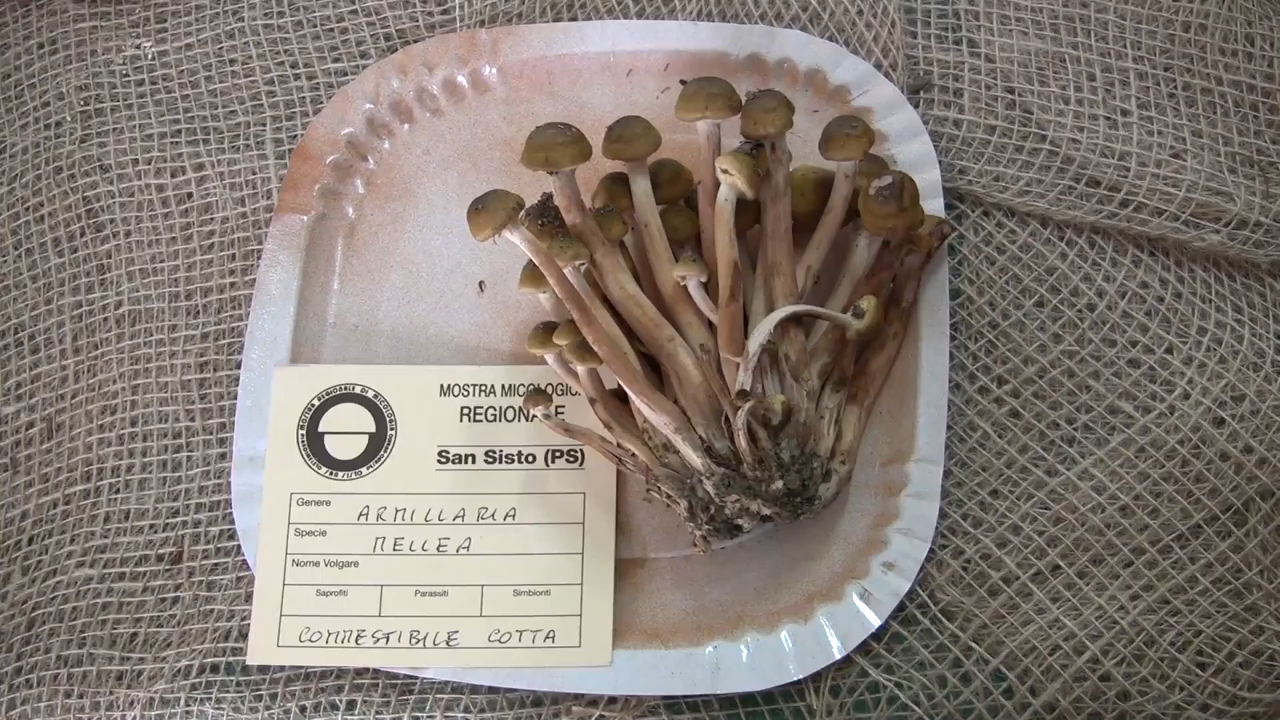 MOSTRA MICOLOGICA
REGIONALE
San Sisto (PS)
Genere ARMILLARIA
Specie MELLEA
Nome Volgare
Saprofiti Parassiti Simbionti
COMMESTIBILE COTTA